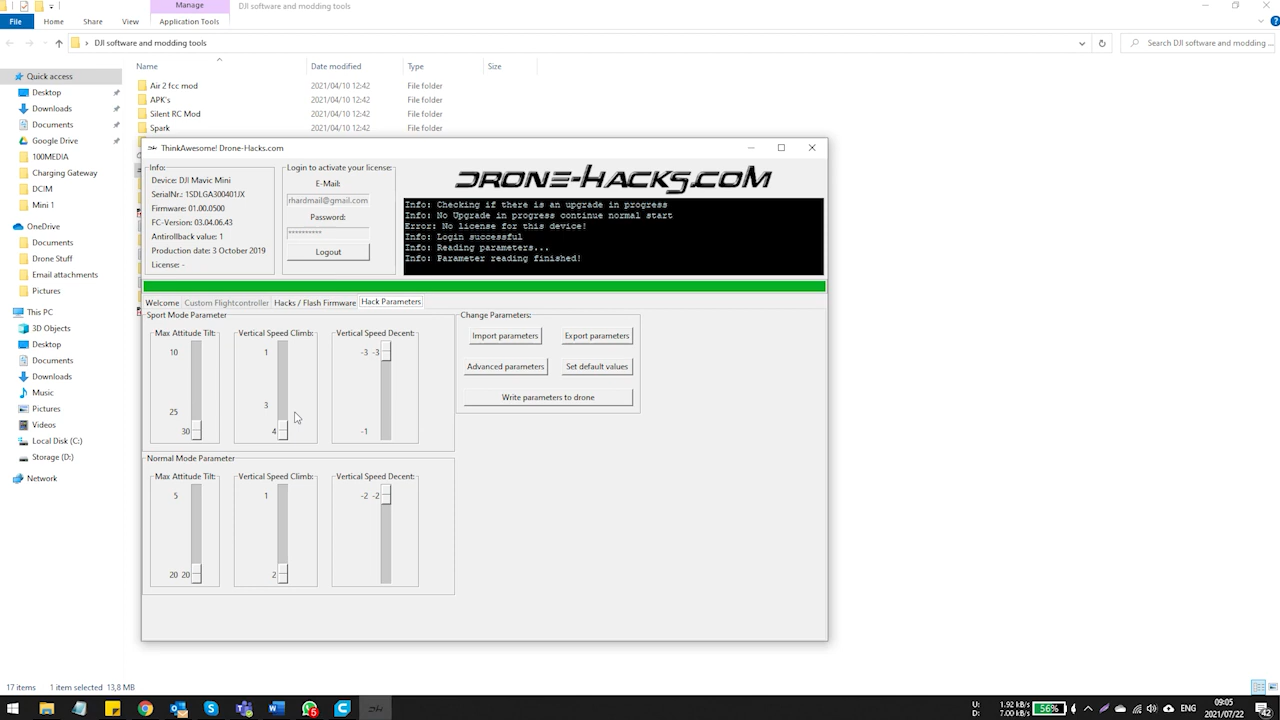 Manage
DJI software and modding tools
File
Home
Share
View
Application Tools
DJI software and modding tools
Search DJI software and modding ...
Name
Date modified
Type
Size
Quick access
Desktop
Downloads
Documents
Google Drive
100MEDIA
Charging Gateway
DCIM
Mini 1
OneDrive
Documents
Drone Stuff
Email attachments
Pictures
This PC
3D Objects
Desktop
Documents
Downloads
Music
Pictures
Videos
Local Disk (C:)
Storage (D:)
Network
Air 2 fcc mod 2021/04/10 12:42 File folder
APK's 2021/04/10 12:42 File folder
Silent RC Mod 2021/04/10 12:42 File folder
Spark 2021/04/10 12:42 File folder
ThinkAwesome! Drone-Hacks.com
Info:
Device: DJI Mavic Mini
SerialNr.: 1SDLGA300401JX
Firmware: 01.00.0500
FC-Version: 03.04.06.43
Antirollback value: 1
Production date: 3 October 2019
License: -
Login to activate your license:
E-Mail:
rhardmail@gmail.com
Password:
**********
Logout
DRONE-HACKS.COM
Info: Checking if there is an upgrade in progress
Info: No Upgrade in progress continue normal start
Error: No license for this device!
Info: Login successful
Info: Reading parameters...
Info: Parameter reading finished!
Welcome
Custom Flightcontroller
Hacks / Flash Firmware
Hack Parameters
Sport Mode Parameter
Max Attitude Tilt:
10
25
30
Vertical Speed Climb:
1
3
4
Vertical Speed Decent:
-3 -3
-1
Change Parameters:
Import parameters
Export parameters
Advanced parameters
Set default values
Write parameters to drone
Normal Mode Parameter
Max Attitude Tilt:
5
20 20
Vertical Speed Climb:
1
2
Vertical Speed Decent:
-2 -2
17 items
1 item selected 13,8 MB
U: 1.92 kB/s
D: 7.00 kB/s
56%
ENG
09:05
2021/07/22